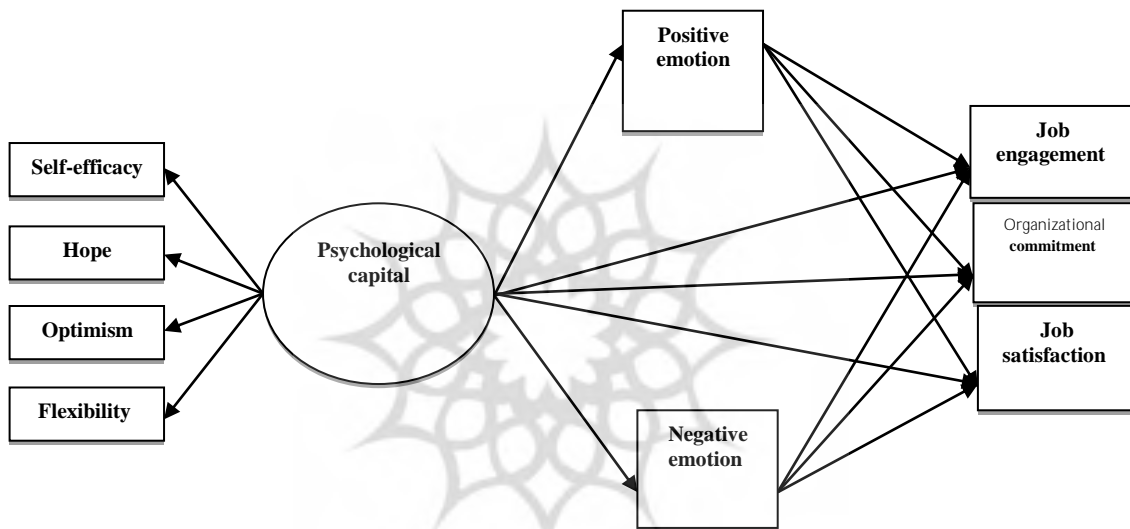 Positive
emotion
Job
engagement
Self-efficacy
Organizational
commitment
Hope
Psychological
capital
Optimism
Job
satisfaction
Flexibility
Negative
emotion